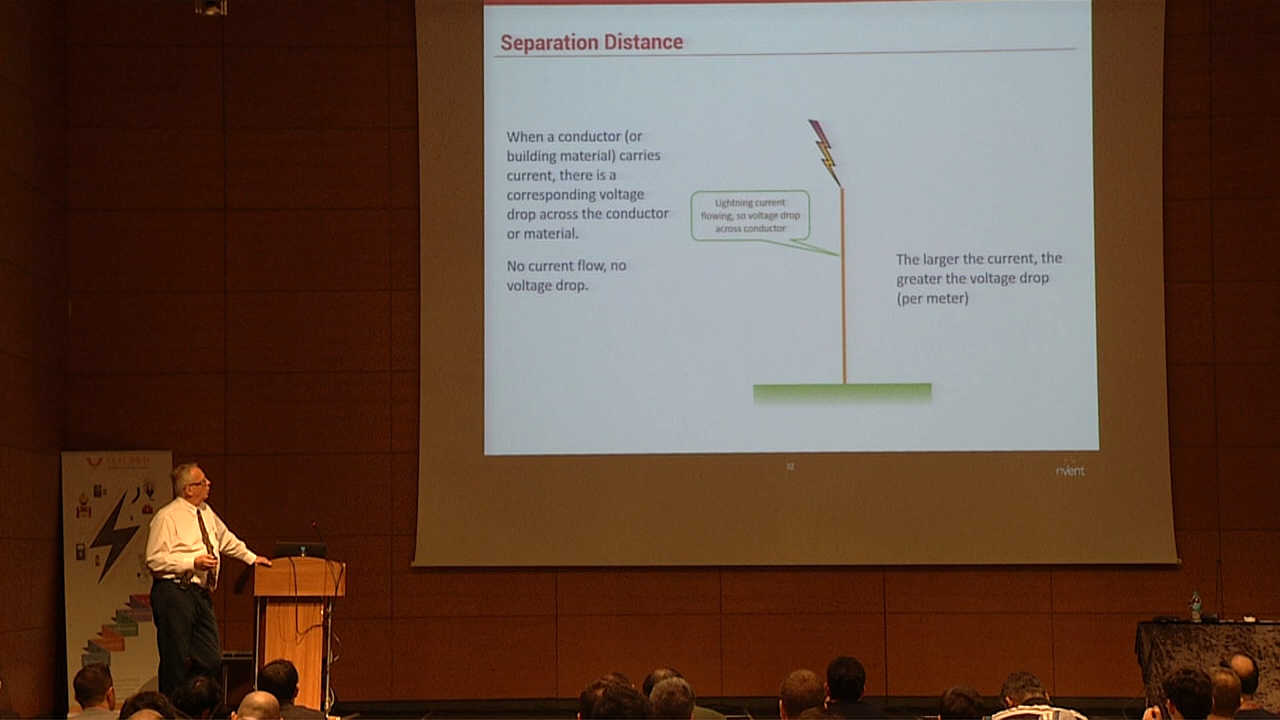 Separation Distance
When a conductor (or
building material) carries
current, there is a
corresponding voltage
drop across the conductor
or material.
No current flow, no
voltage drop.
Lightning current
flowing, so voltage drop
across conductor
The larger the current, the
greater the voltage drop
(per meter)
32
nvent